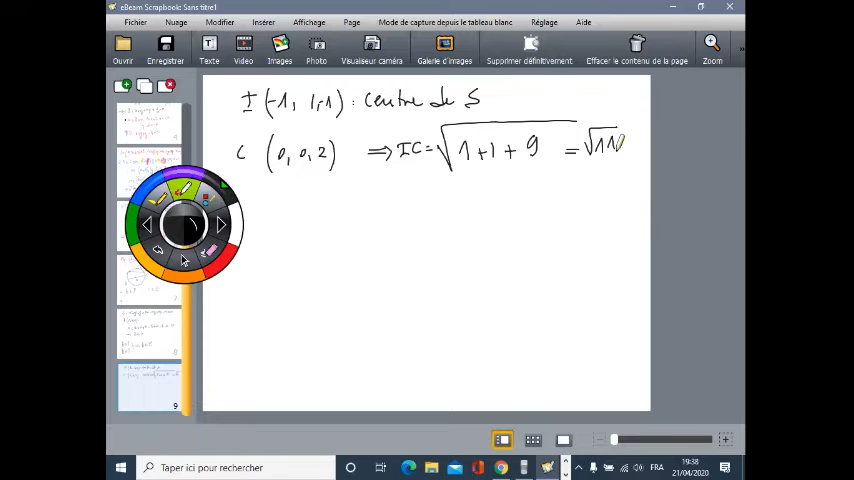 eBeam Scrapbook: Sans titre1
Fichier Nuage Modifier Insérer Affichage Page Mode de capture depuis le tableau blanc Réglage Aide
Ouvrir Enregistrer Texte Vidéo Images Photo Visualiseur caméra Galerie d'images Supprimer définitivement Effacer le contenu de la page Zoom
I(-1, 1,-1) : centre de S
C (0, 0, 2) ⇒ IC = √1+1+9 = √11
4
7
8
9
Taper ici pour rechercher
FRA
19:38
21/04/2020